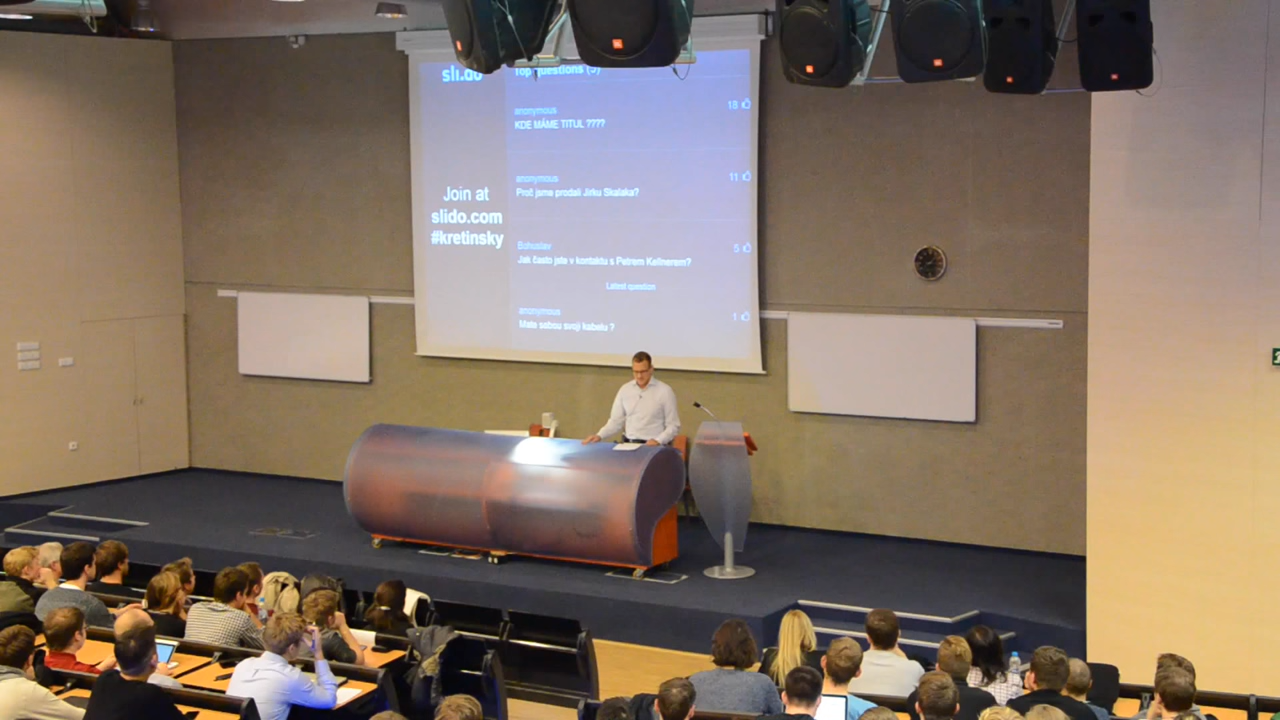 sli.do
Top questions (5)
anonymous
18
KDE MÁME TITUL ????
anonymous
11
Proč jsme prodali Jirku Skalaka?
Join at
slido.com
#kretinsky
Bohuslav
5
Jak často jste v kontaktu s Petrem Kellnerem?
Latest question
anonymous
1
Mate sebou svoji kabelu ?